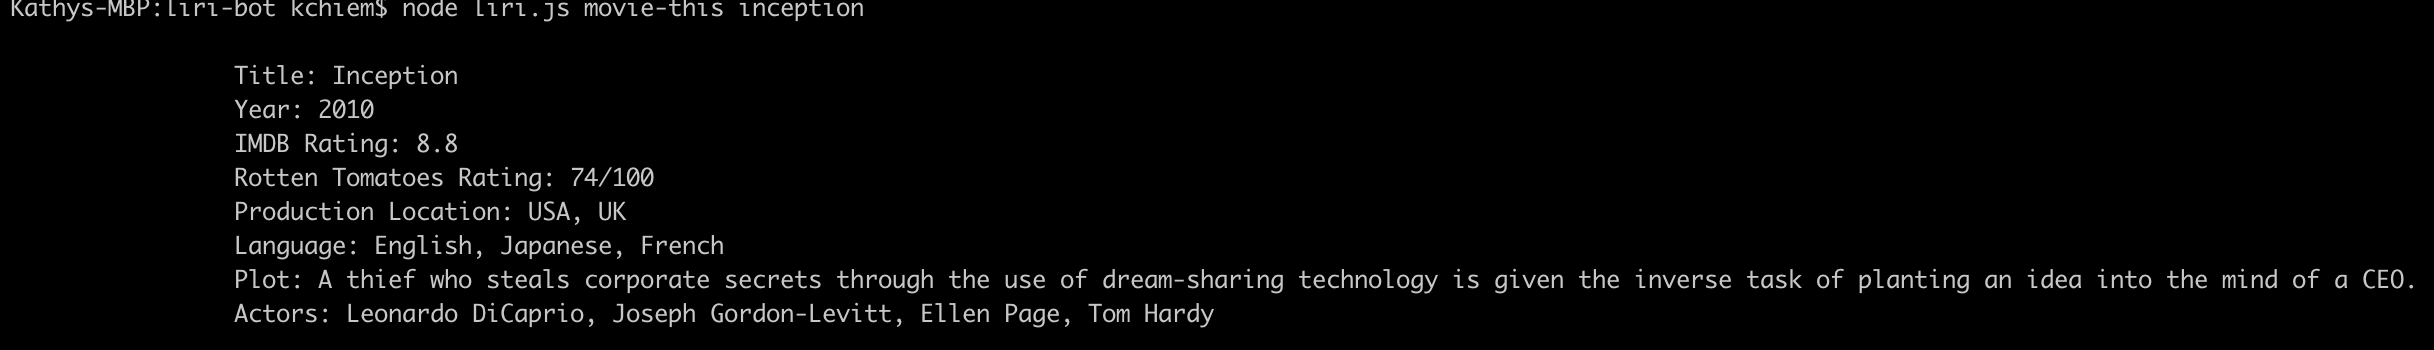 Kathys-MBP:liri-bot kchiem$ node liri.js movie-this inception
Title: Inception
Year: 2010
IMDB Rating: 8.8
Rotten Tomatoes Rating: 74/100
Production Location: USA, UK
Language: English, Japanese, French
Plot: A thief who steals corporate secrets through the use of dream-sharing technology is given the inverse task of planting an idea into the mind of a CEO.
Actors: Leonardo DiCaprio, Joseph Gordon-Levitt, Ellen Page, Tom Hardy